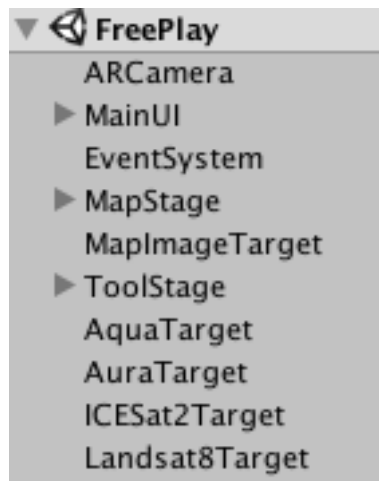 FreePlay
ARCamera
MainUI
EventSystem
MapStage
MapImageTarget
ToolStage
AquaTarget
AuraTarget
ICESat2Target
Landsat8Target